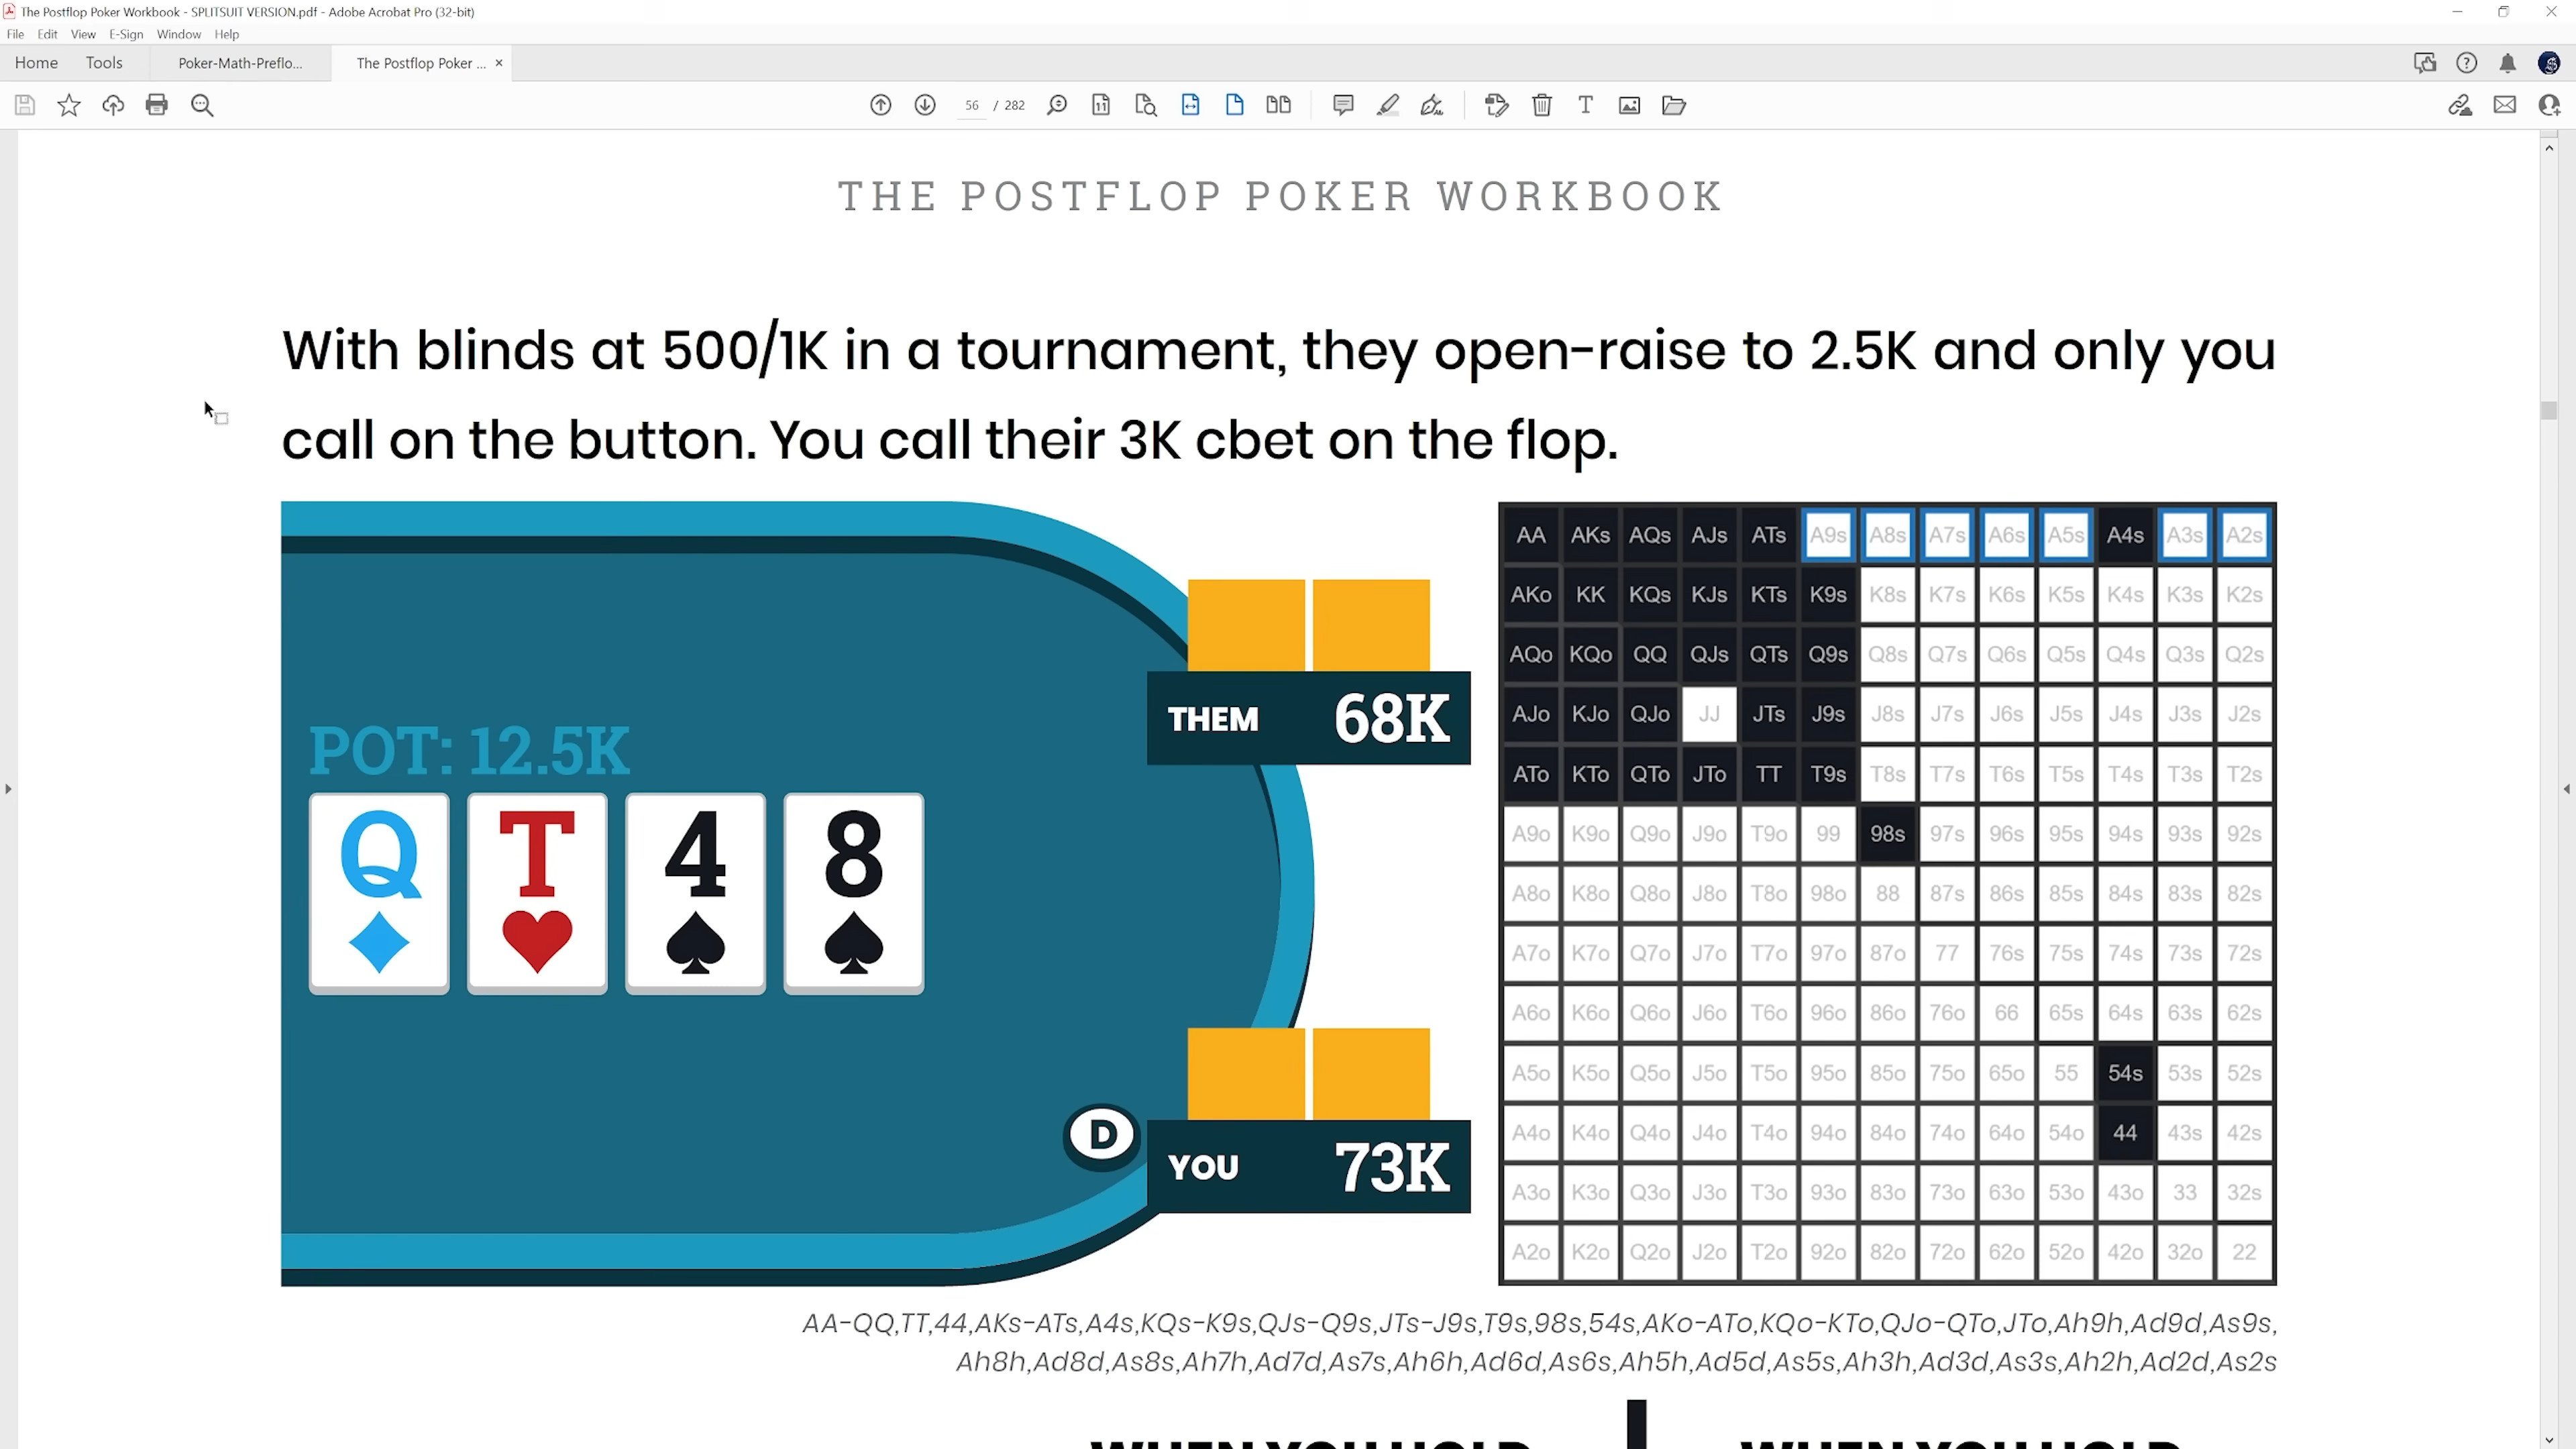 The Postflop Poker Workbook - SPLITSUIT VERSION.pdf - Adobe Acrobat Pro (32-bit)
File Edit View E-Sign Window Help
Home Tools Poker-Math-Preflo... The Postflop Poker ... ×
56 / 282
THE POSTFLOP POKER WORKBOOK
With blinds at 500/1K in a tournament, they open-raise to 2.5K and only you
call on the button. You call their 3K cbet on the flop.
POT: 12.5K
Q T 4 8
THEM 68K
D
YOU 73K
AA AKs AQs AJs ATs A9s A8s A7s A6s A5s A4s A3s A2s
AKo KK KQs KJs KTs K9s K8s K7s K6s K5s K4s K3s K2s
AQo KQo QQ QJs QTs Q9s Q8s Q7s Q6s Q5s Q4s Q3s Q2s
AJo KJo QJo JJ JTs J9s J8s J7s J6s J5s J4s J3s J2s
ATo KTo QTo JTo TT T9s T8s T7s T6s T5s T4s T3s T2s
A9o K9o Q9o J9o T9o 99 98s 97s 96s 95s 94s 93s 92s
A8o K8o Q8o J8o T8o 98o 88 87s 86s 85s 84s 83s 82s
A7o K7o Q7o J7o T7o 97o 87o 77 76s 75s 74s 73s 72s
A6o K6o Q6o J6o T6o 96o 86o 76o 66 65s 64s 63s 62s
A5o K5o Q5o J5o T5o 95o 85o 75o 65o 55 54s 53s 52s
A4o K4o Q4o J4o T4o 94o 84o 74o 64o 54o 44 43s 42s
A3o K3o Q3o J3o T3o 93o 83o 73o 63o 53o 43o 33 32s
A2o K2o Q2o J2o T2o 92o 82o 72o 62o 52o 42o 32o 22
AA-QQ,TT,44,AKs-ATs,A4s,KQs-K9s,QJs-Q9s,JTs-J9s,T9s,98s,54s,AKo-ATo,KQo-KTo,QJo-QTo,JTo,Ah9h,Ad9d,As9s,
Ah8h,Ad8d,As8s,Ah7h,Ad7d,As7s,Ah6h,Ad6d,As6s,Ah5h,Ad5d,As5s,Ah3h,Ad3d,As3s,Ah2h,Ad2d,As2s
WHEN YOU HOLD WHEN YOU HOLD